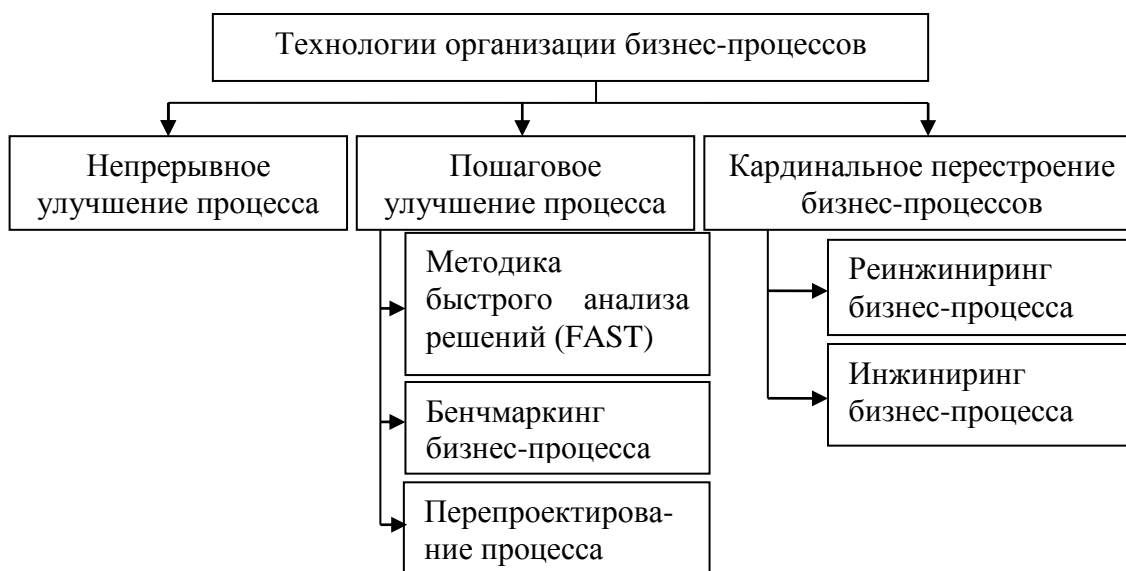 Технологии организации бизнес-процессов
Непрерывное
улучшение процесса
Пошаговое
улучшение процесса
Кардинальное перестроение
бизнес-процессов
Методика
быстрого анализа
решений (FAST)
Бенчмаркинг
бизнес-процесса
Перепроектирова-
ние процесса
Реинжиниринг
бизнес-процесса
Инжиниринг
бизнес-процесса